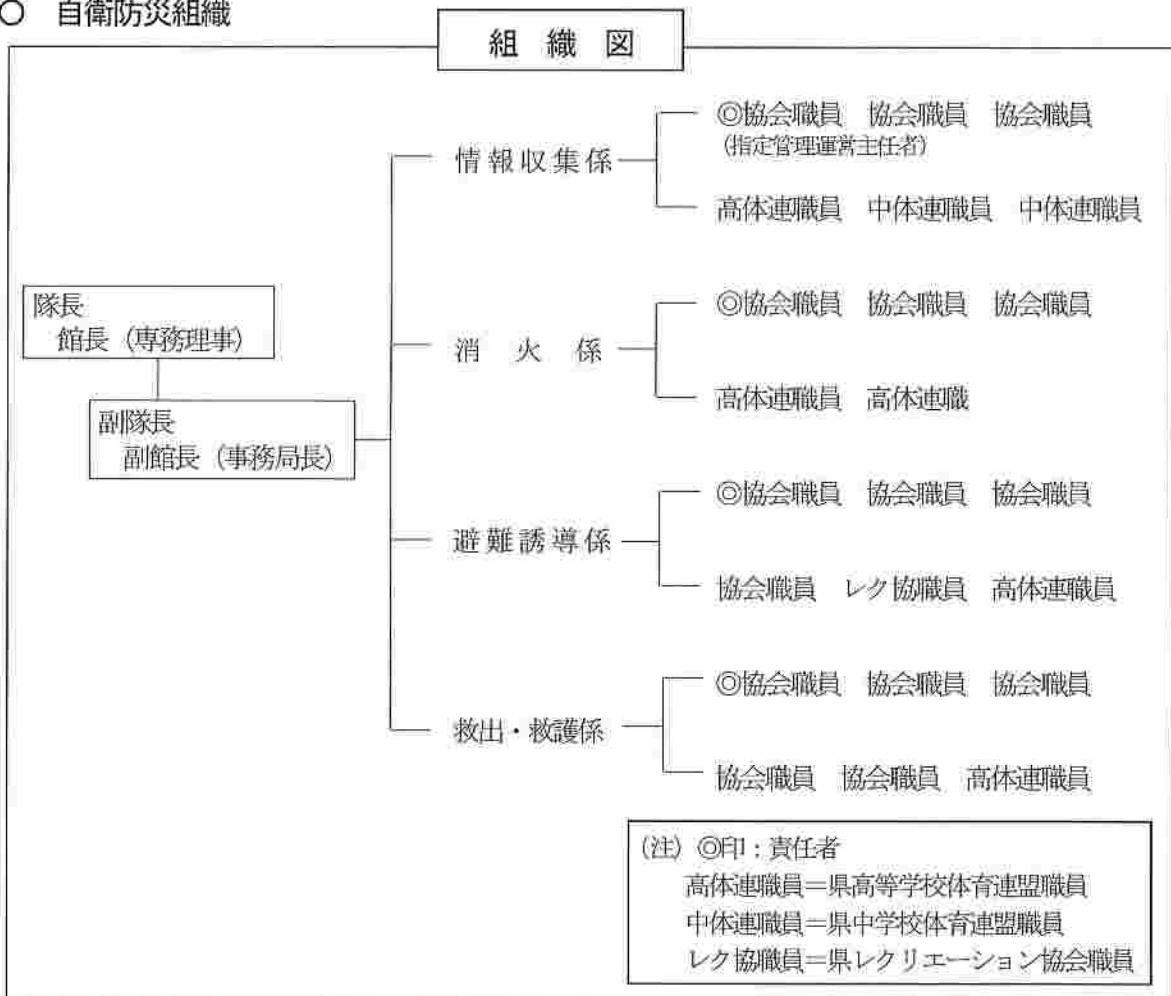 ○ 自衛防災組織
組 織 図
隊長
館長（専務理事）
副隊長
副館長（事務局長）
情報収集係
◎協会職員 協会職員 協会職員
（指定管理運営主任者）
高体連職員 中体連職員 中体連職員
消 火 係
◎協会職員 協会職員 協会職員
高体連職員 高体連職
避難誘導係
◎協会職員 協会職員 協会職員
協会職員 レク協職員 高体連職員
救出・救護係
◎協会職員 協会職員 協会職員
協会職員 協会職員 高体連職員
（注）◎印：責任者
高体連職員＝県高等学校体育連盟職員
中体連職員＝県中学校体育連盟職員
レク協職員＝県レクリエーション協会職員